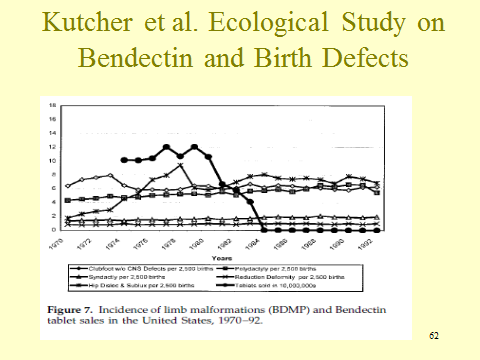 Kutcher et al. Ecological Study on
Bendectin and Birth Defects
18
16
14
12
10
8
6
4
2
0
1970 1972 1974 1976 1978 1980 1982 1984 1986 1988 1990 1992
Years
Clubfoot w/o CNS Defects per 2,500 births Polydactyly per 2,500 births
Syndactly per 2,500 births Reduction Deformity per 2,500 births
Hip Disloc & Sublux per 2,500 births Tablets sold in 10,000,000s
Figure 7. Incidence of limb malformations (BDMP) and Bendectin
tablet sales in the United States, 1970–92.
62